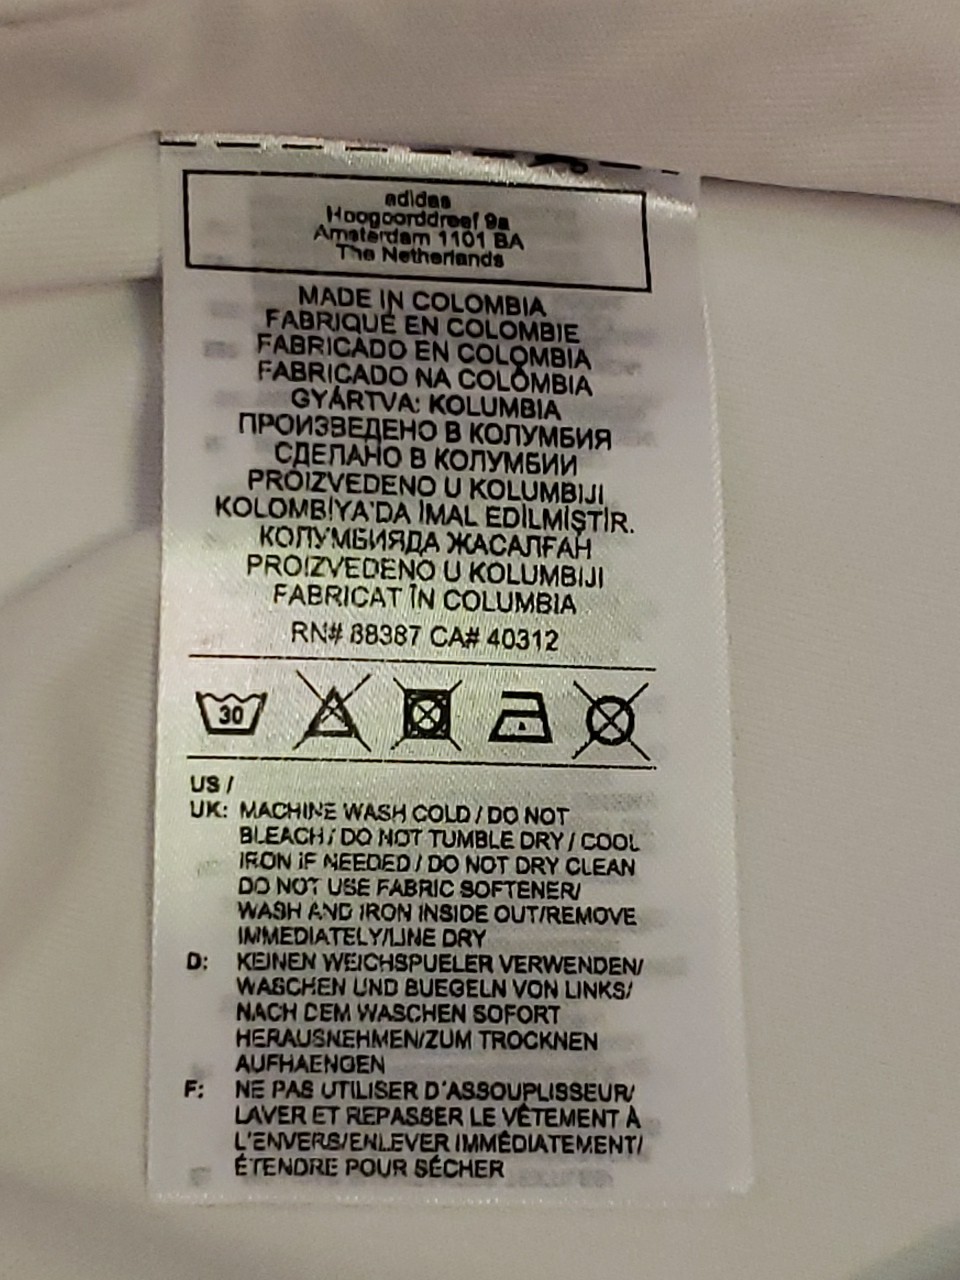 adidas
Hoogoorddreef 9a
Amsterdam 1101 BA
The Netherlands
MADE IN COLOMBIA
FABRIQUÉ EN COLOMBIE
FABRICADO EN COLOMBIA
FABRICADO NA COLÔMBIA
GYÁRTVA: KOLUMBIA
ПРОИЗВЕДЕНО В КОЛУМБИЯ
СДЕЛАНО В КОЛУМБИИ
PROIZVEDENO U KOLUMBIJI
KOLOMBİYA'DA İMAL EDİLMİŞTİR.
КОЛУМБИЯДА ЖАСАЛҒАН
PROIZVEDENO U KOLUMBIJI
FABRICAT ÎN COLUMBIA
RN# 88387 CA# 40312
30
US /
UK: MACHINE WASH COLD / DO NOT
BLEACH / DO NOT TUMBLE DRY / COOL
IRON IF NEEDED / DO NOT DRY CLEAN
DO NOT USE FABRIC SOFTENER/
WASH AND IRON INSIDE OUT/REMOVE
IMMEDIATELY/LINE DRY
D: KEINEN WEICHSPUELER VERWENDEN/
WASCHEN UND BUEGELN VON LINKS/
NACH DEM WASCHEN SOFORT
HERAUSNEHMEN/ZUM TROCKNEN
AUFHAENGEN
F: NE PAS UTILISER D'ASSOUPLISSEUR/
LAVER ET REPASSER LE VÊTEMENT À
L'ENVERS/ENLEVER IMMÉDIATEMENT/
ÉTENDRE POUR SÉCHER